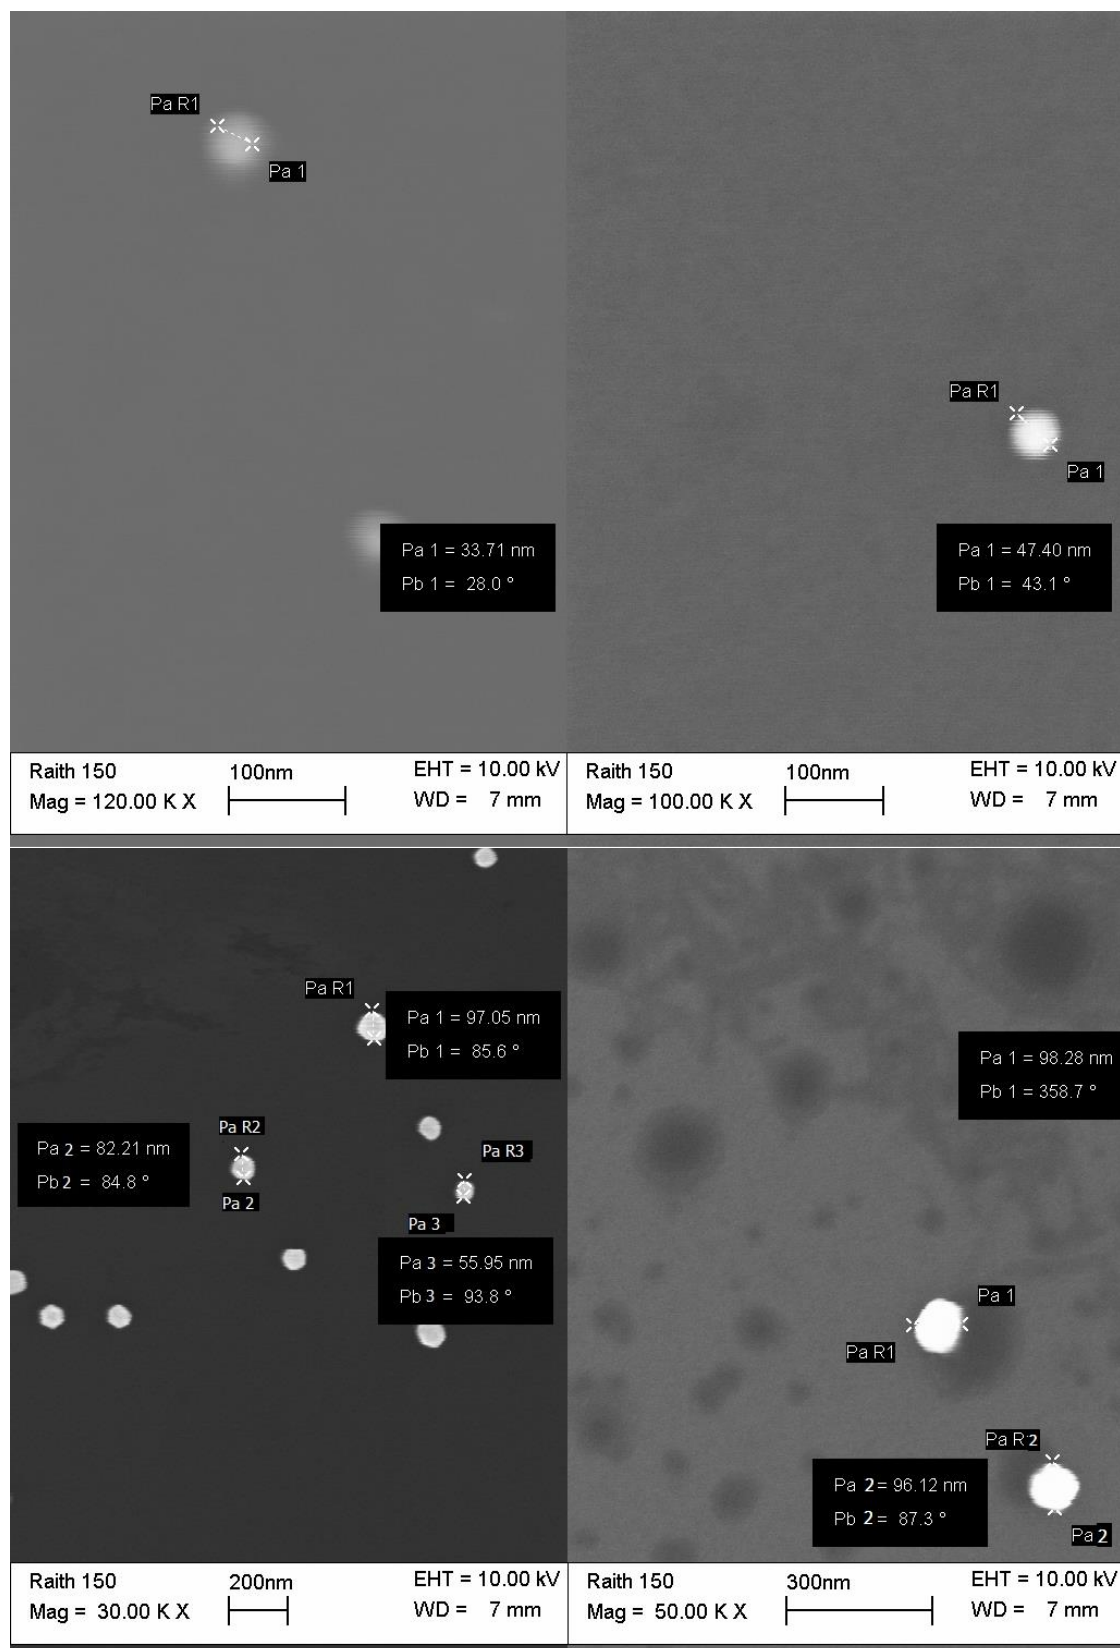 Pa R1
Pa 1
Pa 1 = 33.71 nm
Pb 1 = 28.0 °
Raith 150
Mag = 120.00 K X
100nm
EHT = 10.00 kV
WD = 7 mm
Pa R1
Pa 1
Pa 1 = 47.40 nm
Pb 1 = 43.1 °
Raith 150
Mag = 100.00 K X
100nm
EHT = 10.00 kV
WD = 7 mm
Pa R1
Pa 1 = 97.05 nm
Pb 1 = 85.6 °
Pa R2
Pa 2 = 82.21 nm
Pb 2 = 84.8 °
Pa 2
Pa R3
Pa 3
Pa 3 = 55.95 nm
Pb 3 = 93.8 °
Raith 150
Mag = 30.00 K X
200nm
EHT = 10.00 kV
WD = 7 mm
Pa 1 = 98.28 nm
Pb 1 = 358.7 °
Pa 1
Pa R1
Pa R2
Pa 2 = 96.12 nm
Pb 2 = 87.3 °
Pa 2
Raith 150
Mag = 50.00 K X
300nm
EHT = 10.00 kV
WD = 7 mm